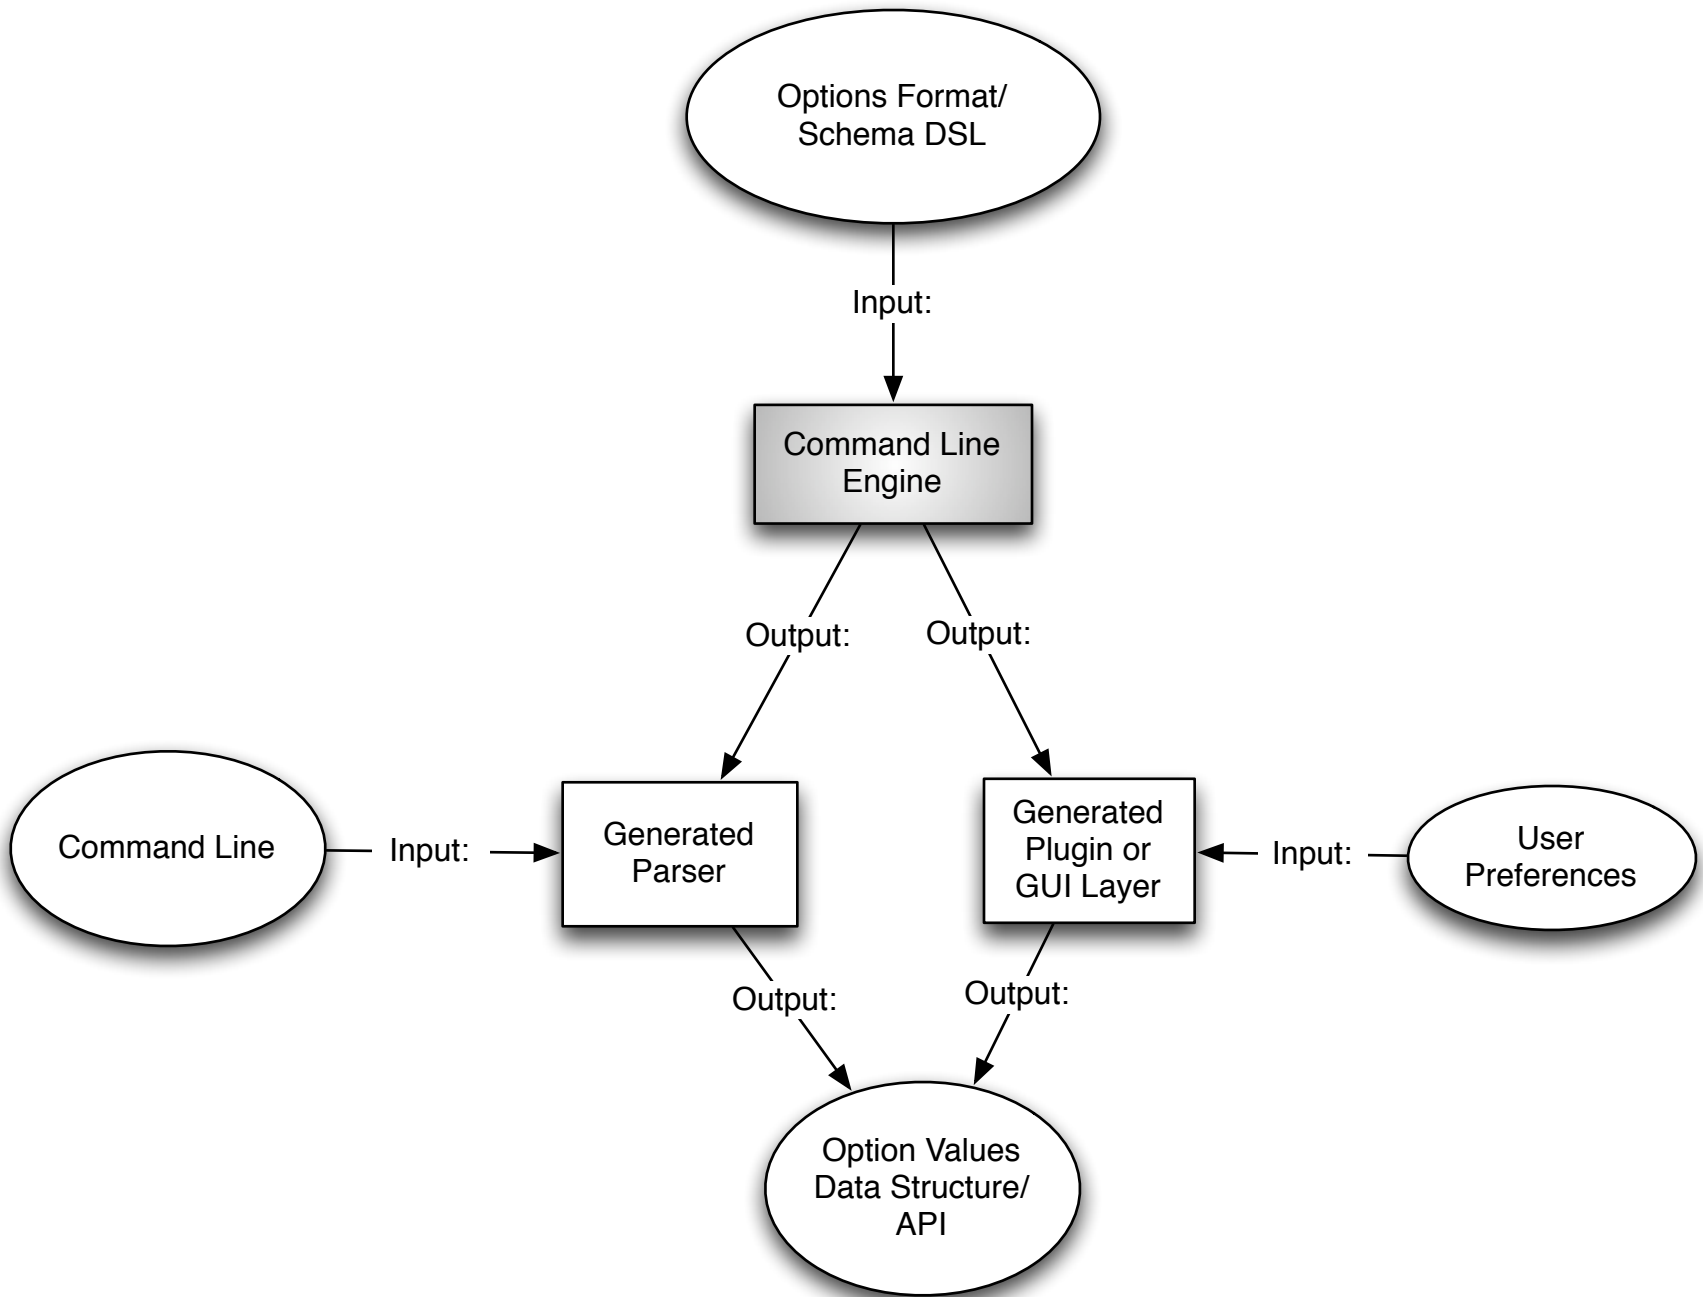 Options Format/
Schema DSL
Input:
Command Line
Engine
Output:
Output:
Command Line
Input:
Generated
Parser
Generated
Plugin or
GUI Layer
Input:
User
Preferences
Output:
Output:
Option Values
Data Structure/
API